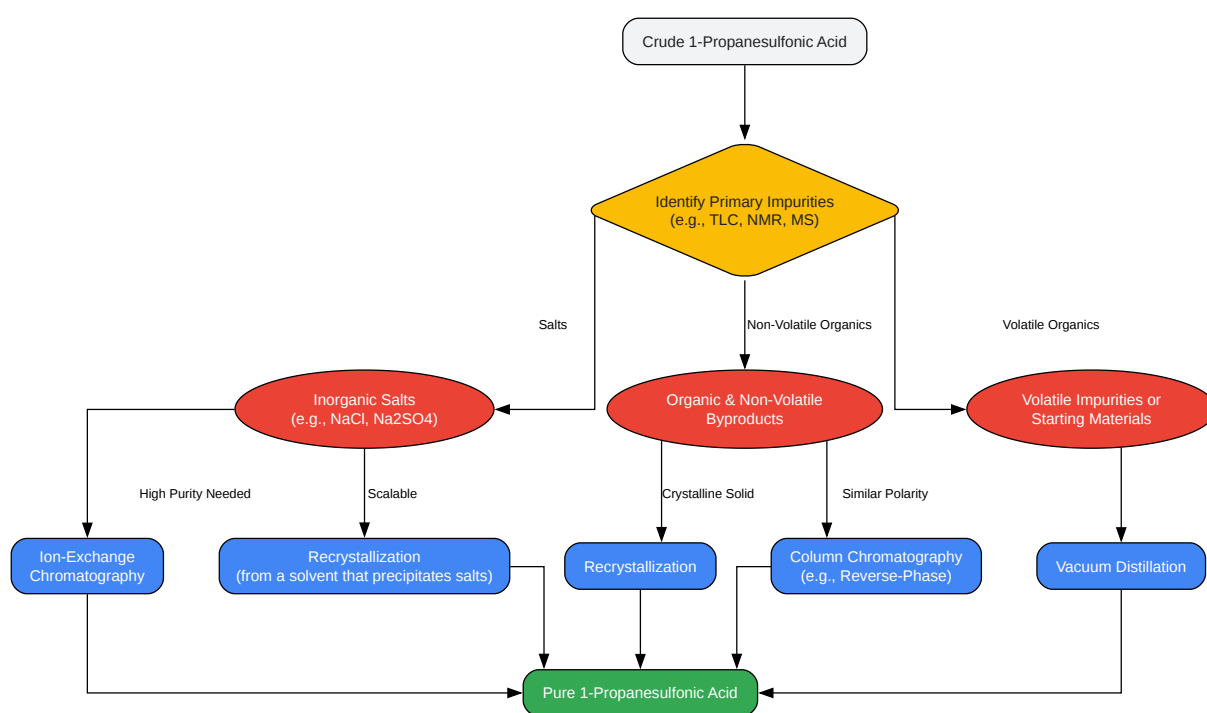 Crude 1-Propanesulfonic Acid
Identify Primary Impurities
(e.g., TLC, NMR, MS)
Salts
Non-Volatile Organics
Volatile Organics
Inorganic Salts
(e.g., NaCl, Na2SO4)
Organic & Non-Volatile
Byproducts
Volatile Impurities or
Starting Materials
High Purity Needed
Scalable
Crystalline Solid
Similar Polarity
Ion-Exchange
Chromatography
Recrystallization
(from a solvent that precipitates salts)
Recrystallization
Column Chromatography
(e.g., Reverse-Phase)
Vacuum Distillation
Pure 1-Propanesulfonic Acid